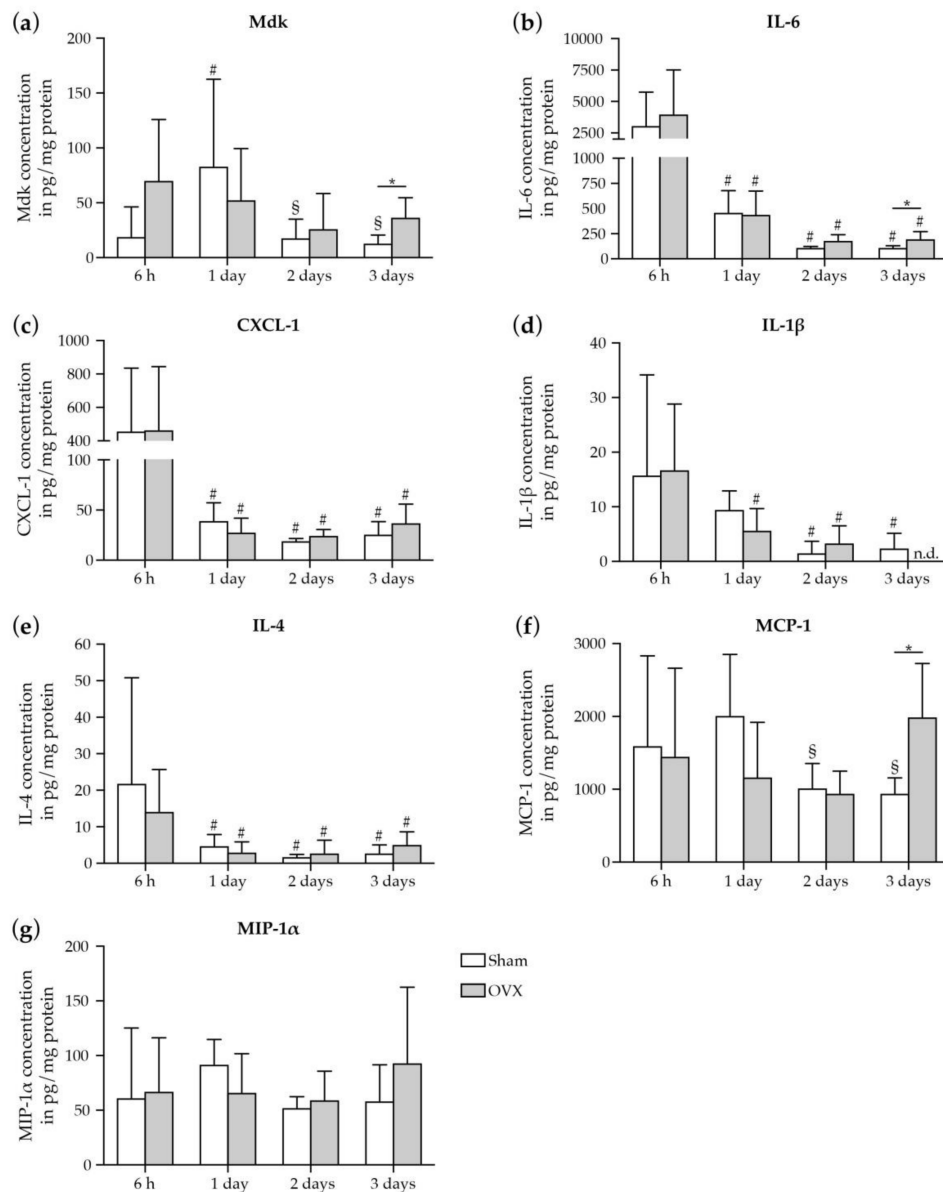 (a)
Mdk
Mdk concentration
in pg/mg protein
200
150
100
50
0
#
§
§
*
6 h
1 day
2 days
3 days
(b)
IL-6
IL-6 concentration
in pg/mg protein
10000
7500
5000
2500
1000
750
500
250
0
#
#
#
#
#
*
#
6 h
1 day
2 days
3 days
(c)
CXCL-1
CXCL-1 concentration
in pg/mg protein
1000
800
600
400
100
50
0
#
#
#
#
#
#
6 h
1 day
2 days
3 days
(d)
IL-1β
IL-1β concentration
in pg/mg protein
40
30
20
10
0
#
#
#
#
n.d.
6 h
1 day
2 days
3 days
(e)
IL-4
IL-4 concentration
in pg/mg protein
60
50
40
30
20
10
0
#
#
#
#
#
#
6 h
1 day
2 days
3 days
(f)
MCP-1
MCP-1 concentration
in pg/mg protein
3000
2000
1000
0
§
§
*
6 h
1 day
2 days
3 days
(g)
MIP-1α
MIP-1α concentration
in pg/mg protein
200
150
100
50
0
6 h
1 day
2 days
3 days
Sham
OVX